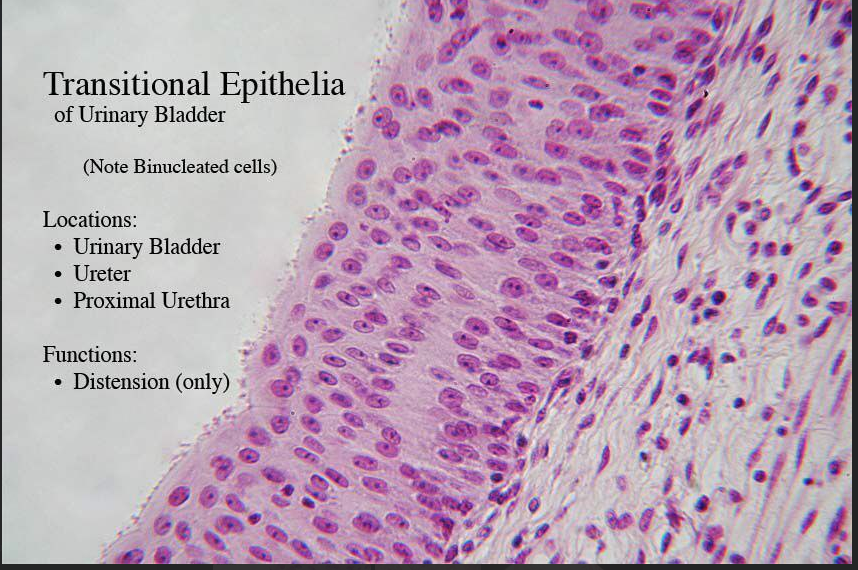 Transitional Epithelia
of Urinary Bladder
(Note Binucleated cells)
Locations:
• Urinary Bladder
• Ureter
• Proximal Urethra
Functions:
• Distension (only)